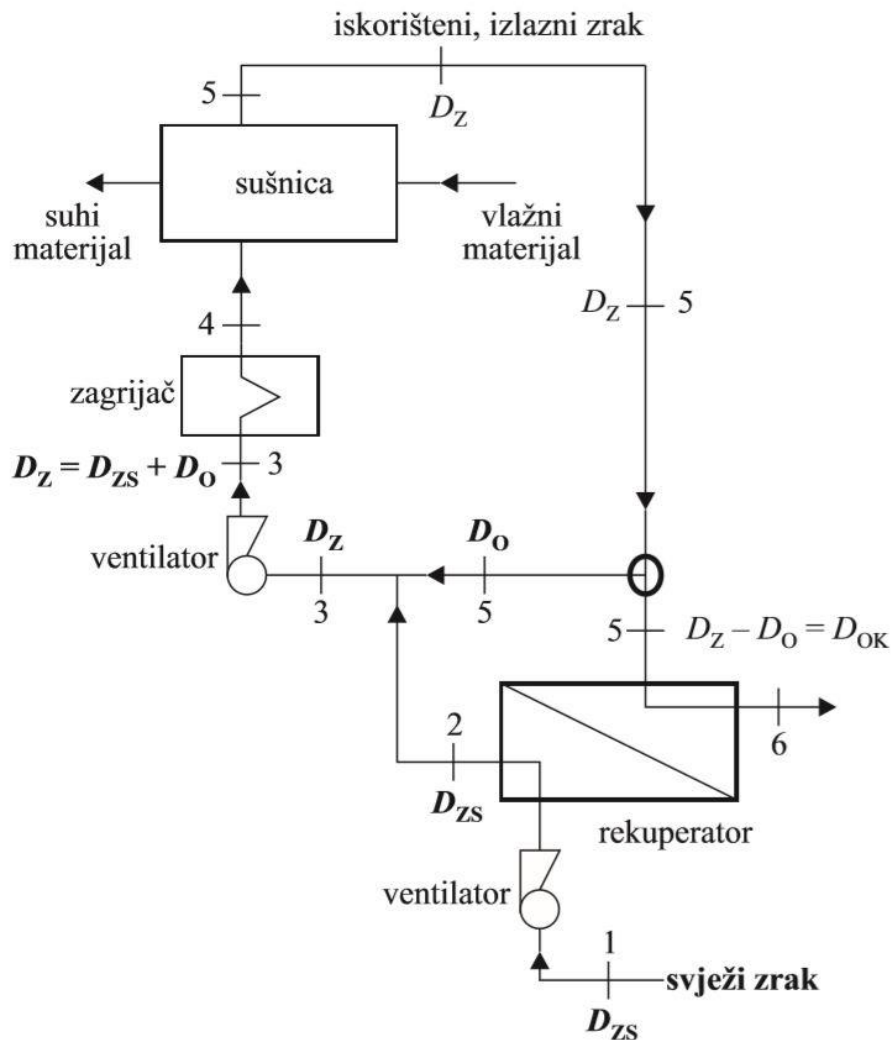 iskorišteni, izlazni zrak
5
D_Z
sušnica
suhi
materijal
vlažni
materijal
D_Z
5
4
zagrijač
D_Z = D_ZS + D_O
3
ventilator
D_Z
D_O
3
5
5
D_Z – D_O = D_OK
2
6
D_ZS
rekuperator
ventilator
1
svježi zrak
D_ZS